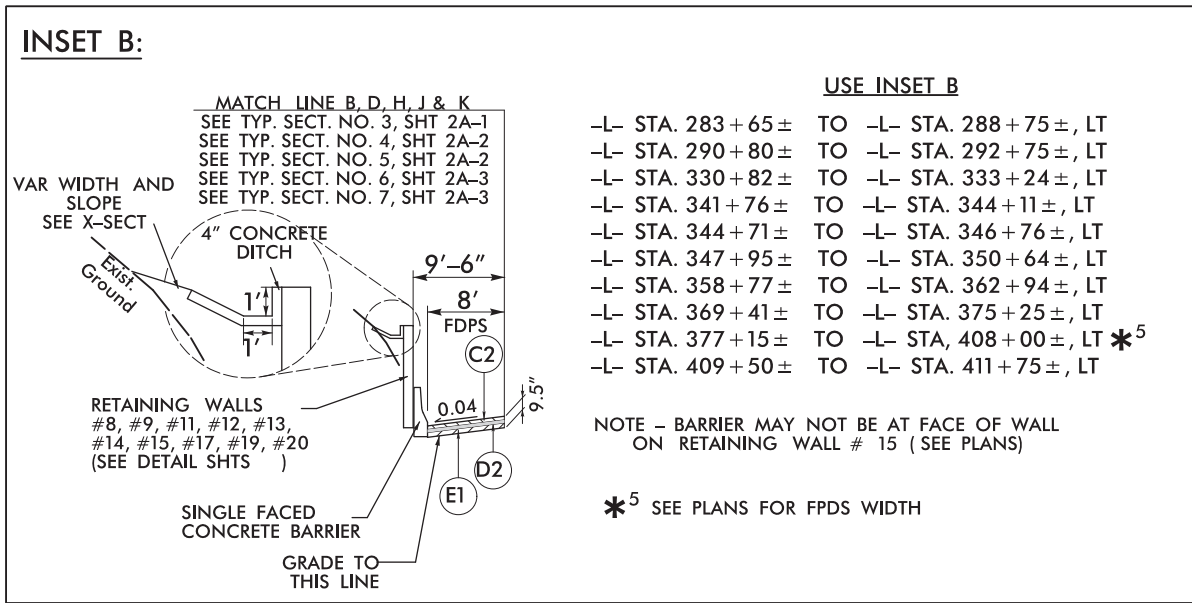 INSET B:
MATCH LINE B, D, H, J & K
SEE TYP. SECT. NO. 3, SHT 2A–1
SEE TYP. SECT. NO. 4, SHT 2A–2
SEE TYP. SECT. NO. 5, SHT 2A–2
SEE TYP. SECT. NO. 6, SHT 2A–3
SEE TYP. SECT. NO. 7, SHT 2A–3
VAR WIDTH AND
SLOPE
SEE X–SECT
4" CONCRETE
DITCH
Exist.
Ground
1'
1'
9'–6"
8'
FDPS
C2
0.04
9.5"
D2
E1
RETAINING WALLS
#8, #9, #11, #12, #13,
#14, #15, #17, #19, #20
(SEE DETAIL SHTS )
SINGLE FACED
CONCRETE BARRIER
GRADE TO
THIS LINE
USE INSET B
–L– STA. 283+65± TO –L– STA. 288+75±, LT
–L– STA. 290+80± TO –L– STA. 292+75±, LT
–L– STA. 330+82± TO –L– STA. 333+24±, LT
–L– STA. 341+76± TO –L– STA. 344+11±, LT
–L– STA. 344+71± TO –L– STA. 346+76±, LT
–L– STA. 347+95± TO –L– STA. 350+64±, LT
–L– STA. 358+77± TO –L– STA. 362+94±, LT
–L– STA. 369+41± TO –L– STA. 375+25±, LT
–L– STA. 377+15± TO –L– STA, 408+00±, LT *5
–L– STA. 409+50± TO –L– STA. 411+75±, LT
NOTE – BARRIER MAY NOT BE AT FACE OF WALL
ON RETAINING WALL # 15 ( SEE PLANS)
*5 SEE PLANS FOR FPDS WIDTH